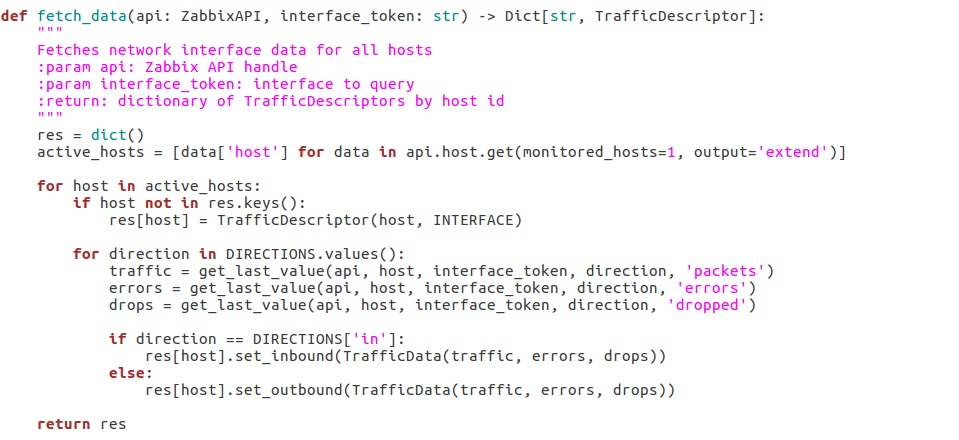 def fetch_data(api: ZabbixAPI, interface_token: str) -> Dict[str, TrafficDescriptor]:
    """
    Fetches network interface data for all hosts
    :param api: Zabbix API handle
    :param interface_token: interface to query
    :return: dictionary of TrafficDescriptors by host id
    """
    res = dict()
    active_hosts = [data['host'] for data in api.host.get(monitored_hosts=1, output='extend')]

    for host in active_hosts:
        if host not in res.keys():
            res[host] = TrafficDescriptor(host, INTERFACE)

        for direction in DIRECTIONS.values():
            traffic = get_last_value(api, host, interface_token, direction, 'packets')
            errors = get_last_value(api, host, interface_token, direction, 'errors')
            drops = get_last_value(api, host, interface_token, direction, 'dropped')

            if direction == DIRECTIONS['in']:
                res[host].set_inbound(TrafficData(traffic, errors, drops))
            else:
                res[host].set_outbound(TrafficData(traffic, errors, drops))

    return res